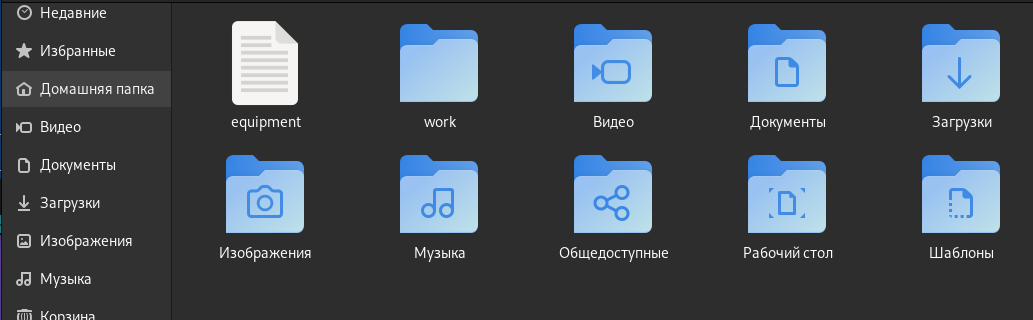 Недавние
Избранные
Домашняя папка
Видео
Документы
Загрузки
Изображения
Музыка
Корзина
equipment
work
Видео
Документы
Загрузки
Изображения
Музыка
Общедоступные
Рабочий стол
Шаблоны